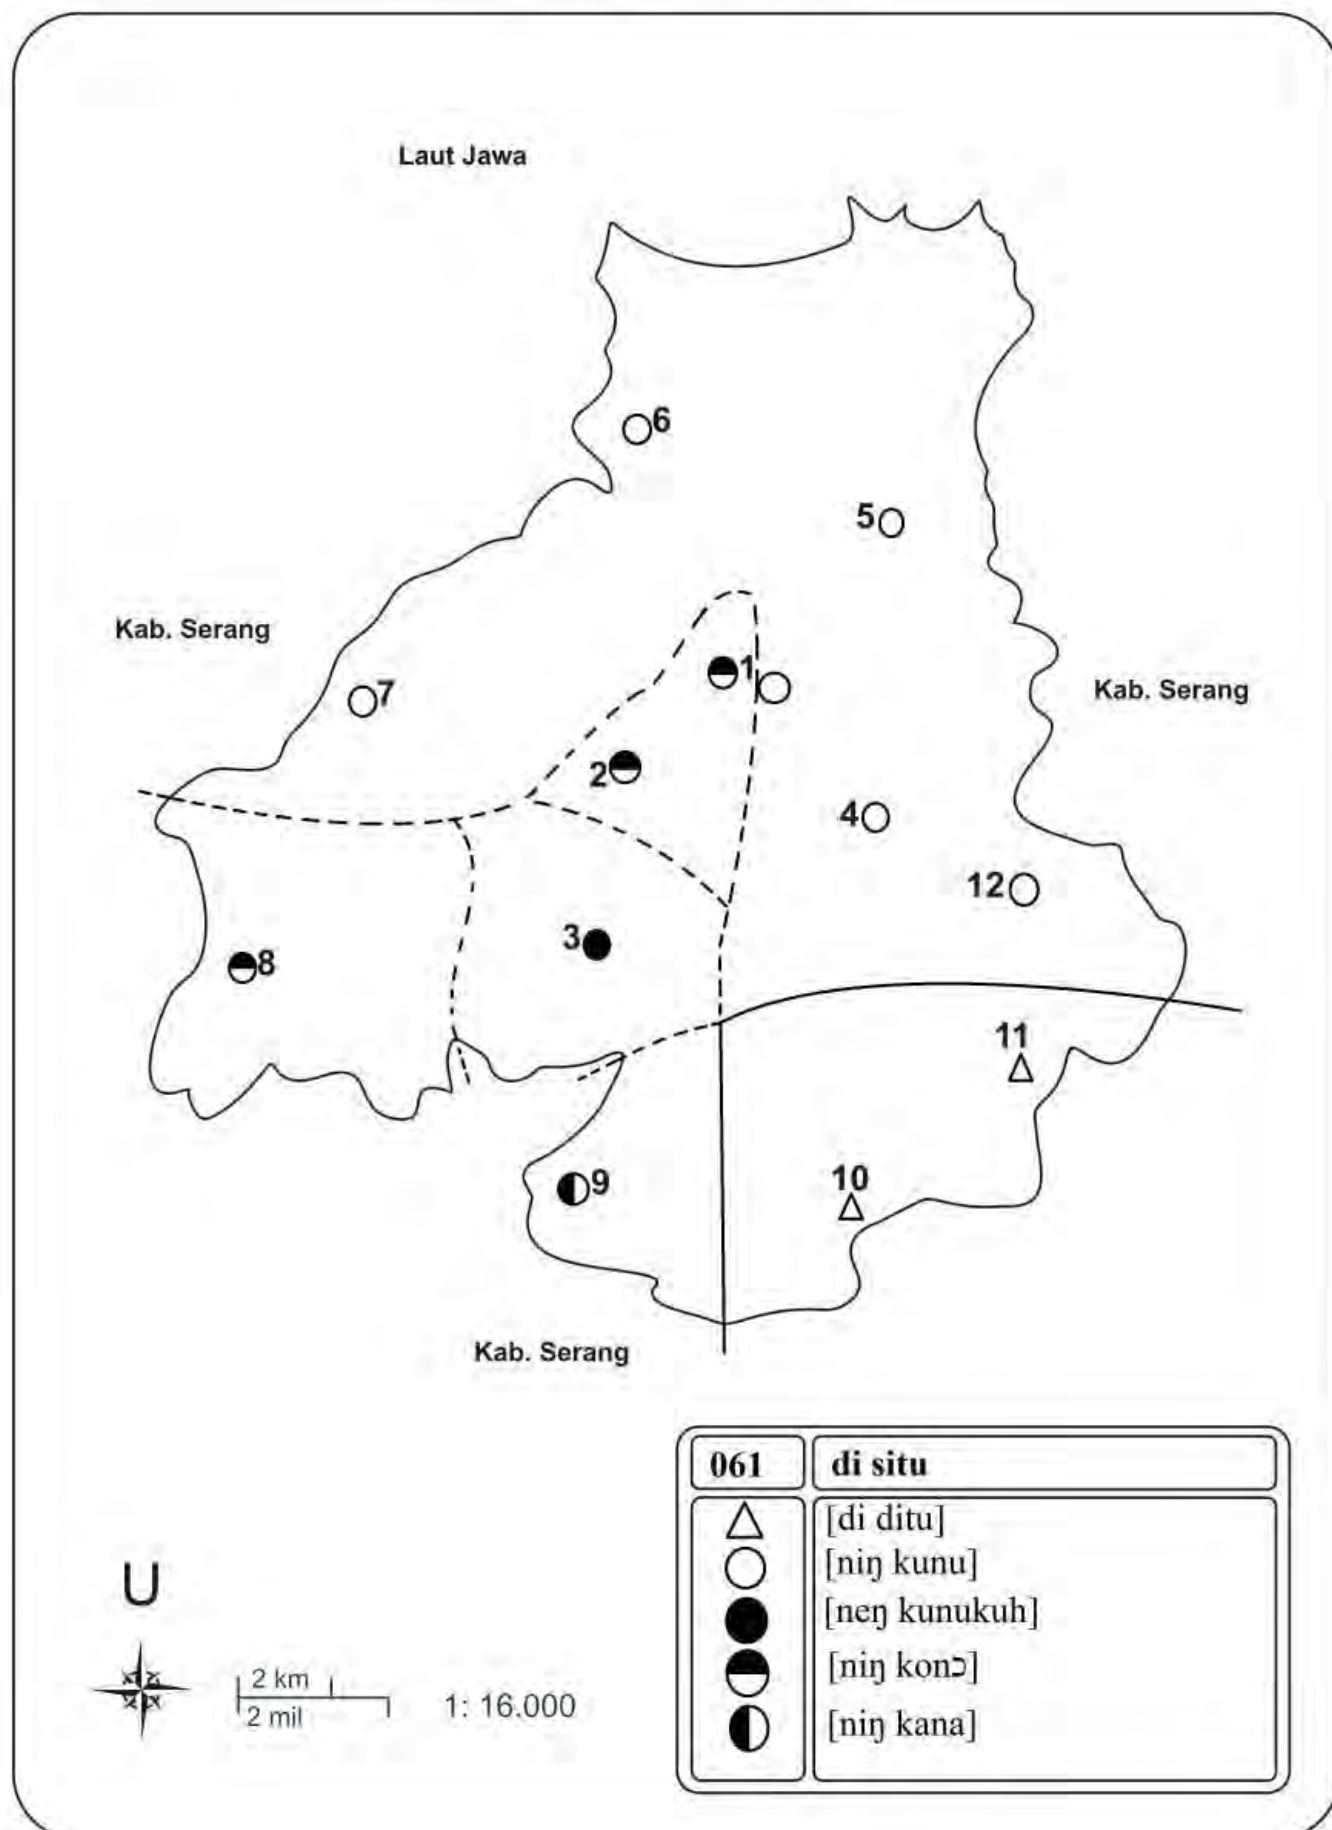 Laut Jawa
6
5
Kab. Serang
1
7
Kab. Serang
2
4
12
3
8
11
10
9
Kab. Serang
061 di situ
[di ditu]
[niŋ kunu]
[neŋ kunukuh]
[niŋ konɔ]
[niŋ kana]
U
2 km
2 mil
1: 16.000